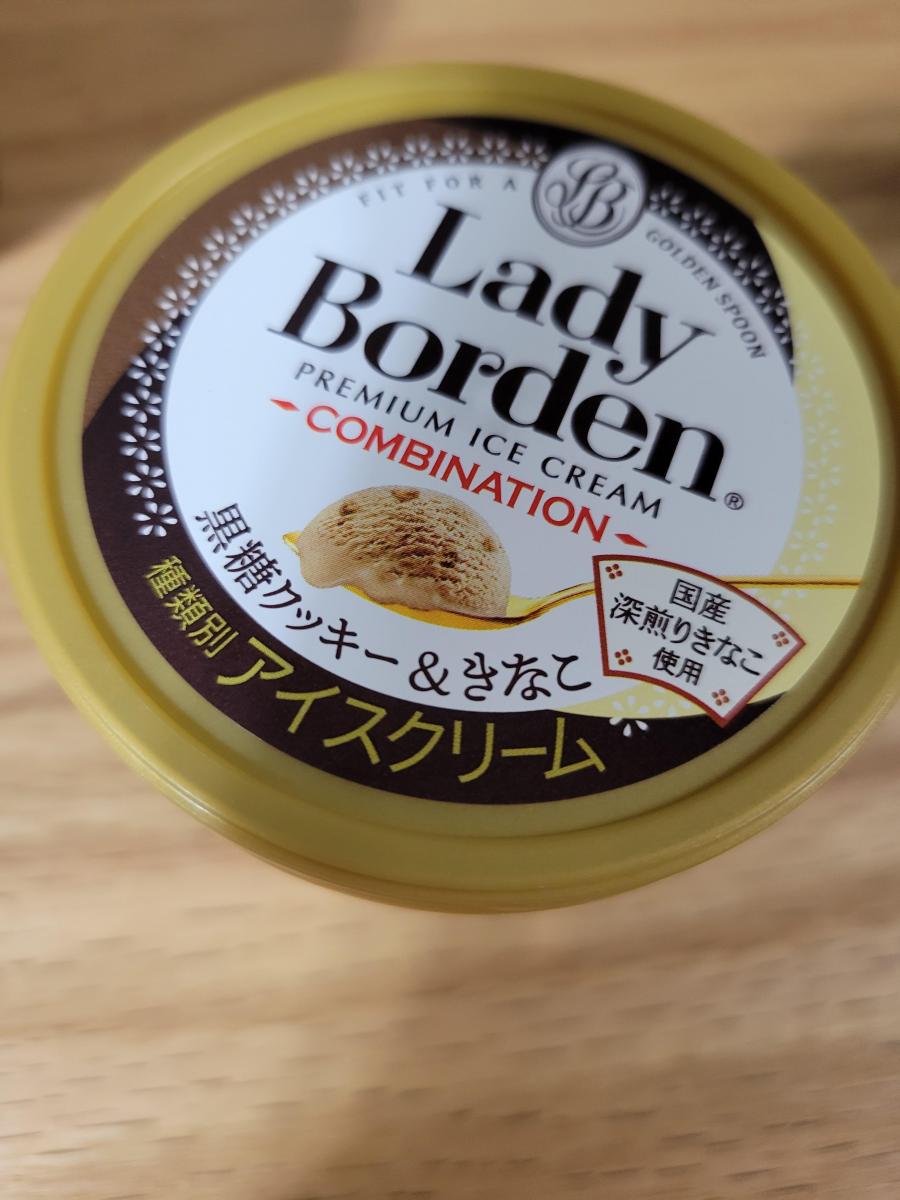 FIT FOR A
LB
GOLDEN SPOON
Lady
Borden®
PREMIUM ICE CREAM
COMBINATION
黒糖クッキー&きなこ
国産
深煎りきなこ
使用
種類別 アイスクリーム